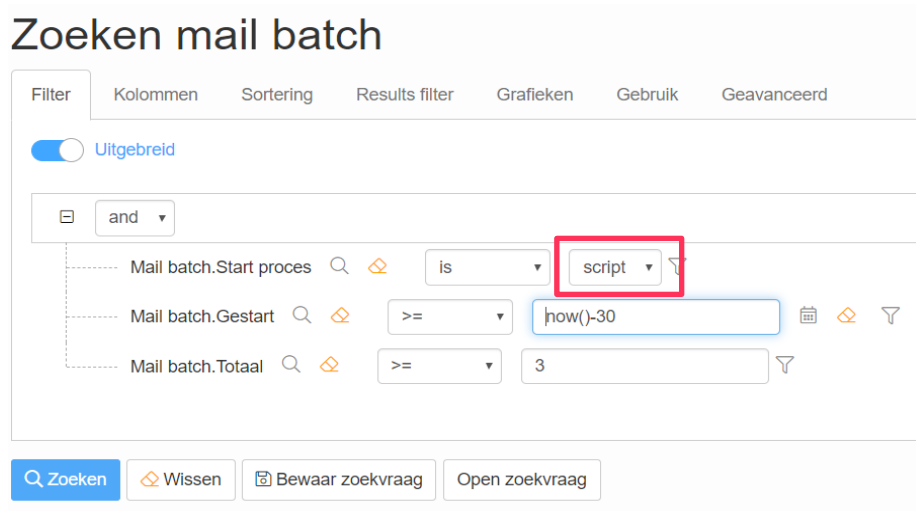 Zoeken mail batch
Filter Kolommen Sortering Results filter Grafieken Gebruik Geavanceerd
Uitgebreid
and
Mail batch.Start proces is script
Mail batch.Gestart >= now()-30
Mail batch.Totaal >= 3
Zoeken Wissen Bewaar zoekvraag Open zoekvraag